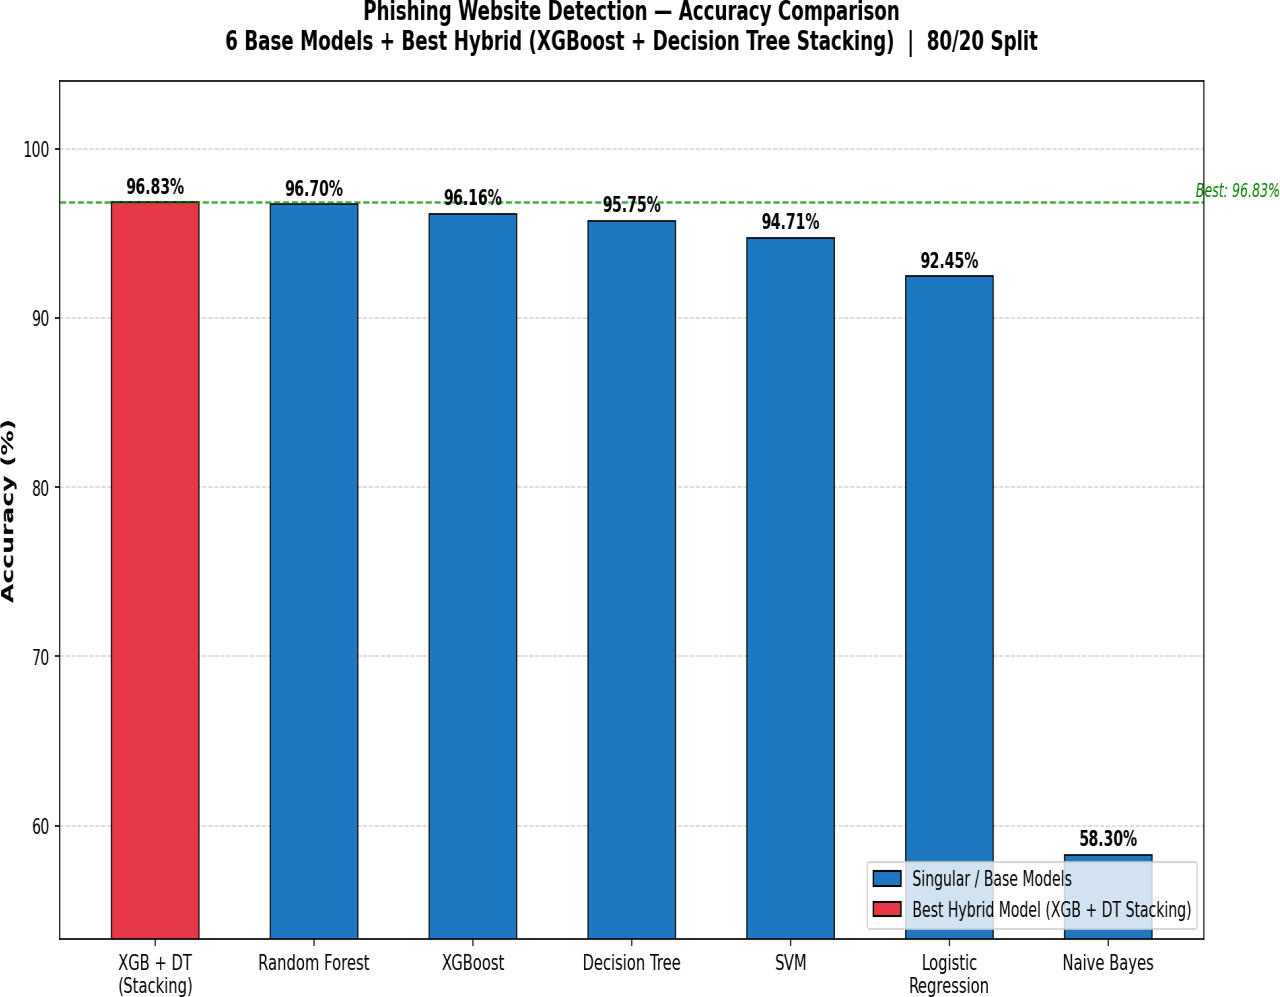 Phishing Website Detection — Accuracy Comparison
6 Base Models + Best Hybrid (XGBoost + Decision Tree Stacking) | 80/20 Split
Accuracy (%)
100
90
80
70
60
96.83%
96.70%
96.16%
95.75%
94.71%
92.45%
58.30%
Best: 96.83%
Singular / Base Models
Best Hybrid Model (XGB + DT Stacking)
XGB + DT
(Stacking)
Random Forest
XGBoost
Decision Tree
SVM
Logistic
Regression
Naive Bayes